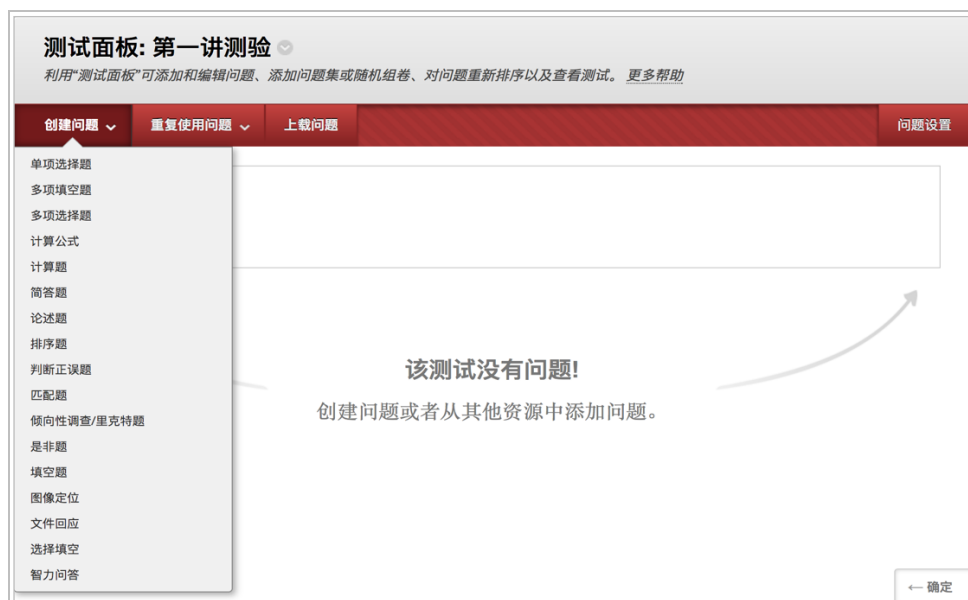 测试面板: 第一讲测验
利用“测试面板”可添加和编辑问题、添加问题集或随机组卷、对问题重新排序以及查看测试。 更多帮助
创建问题 重复使用问题 上载问题 问题设置
单项选择题
多项填空题
多项选择题
计算公式
计算题
简答题
论述题
排序题
判断正误题
匹配题
倾向性调查/里克特题
是非题
填空题
图像定位
文件回应
选择填空
智力问答
该测试没有问题!
创建问题或者从其他资源中添加问题。
← 确定